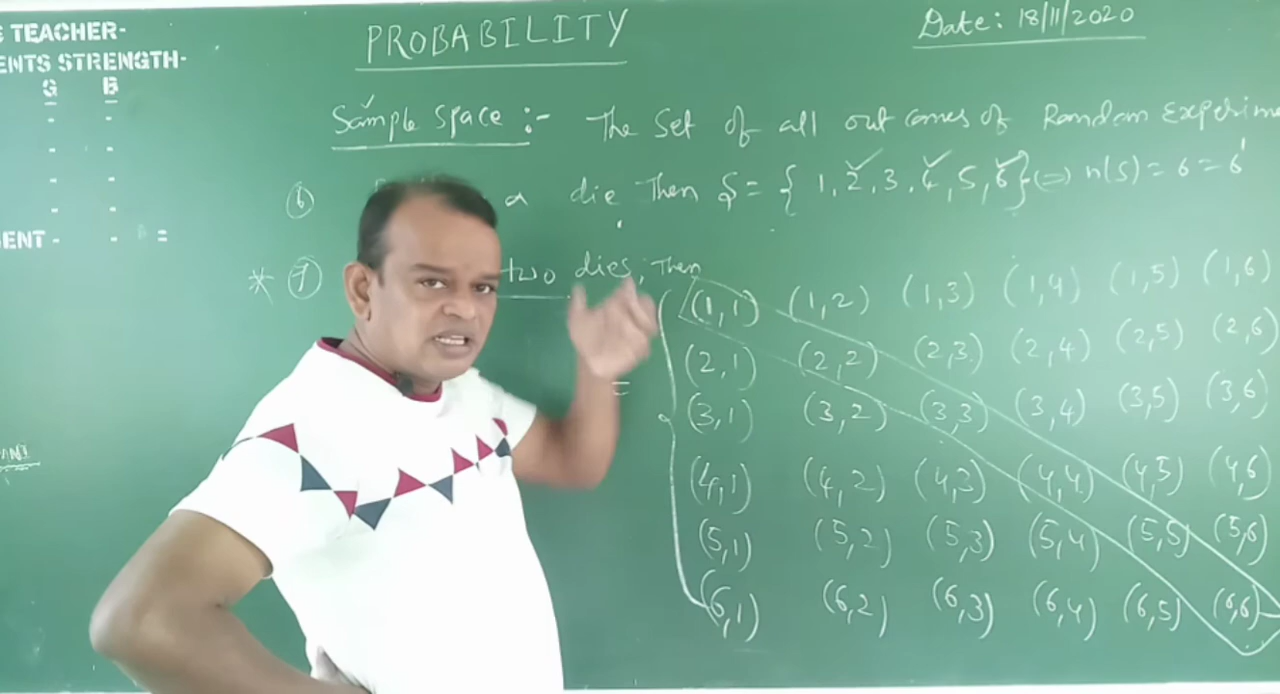 TEACHER-
ENTS STRENGTH-
G B
- -
- -
- -
- -
ENT - - =
PROBABILITY
Date: 18/11/2020
Sample Space :- The Set of all out comes of Random Experime
(6) a die Then S = { 1, 2, 3, 4, 5, 6 } => n(S) = 6 = 6¹
* (7) two dies, Then
= { (1,1) (1,2) (1,3) (1,4) (1,5) (1,6)
(2,1) (2,2) (2,3) (2,4) (2,5) (2,6)
(3,1) (3,2) (3,3) (3,4) (3,5) (3,6)
(4,1) (4,2) (4,3) (4,4) (4,5) (4,6)
(5,1) (5,2) (5,3) (5,4) (5,5) (5,6)
(6,1) (6,2) (6,3) (6,4) (6,5) (6,6)